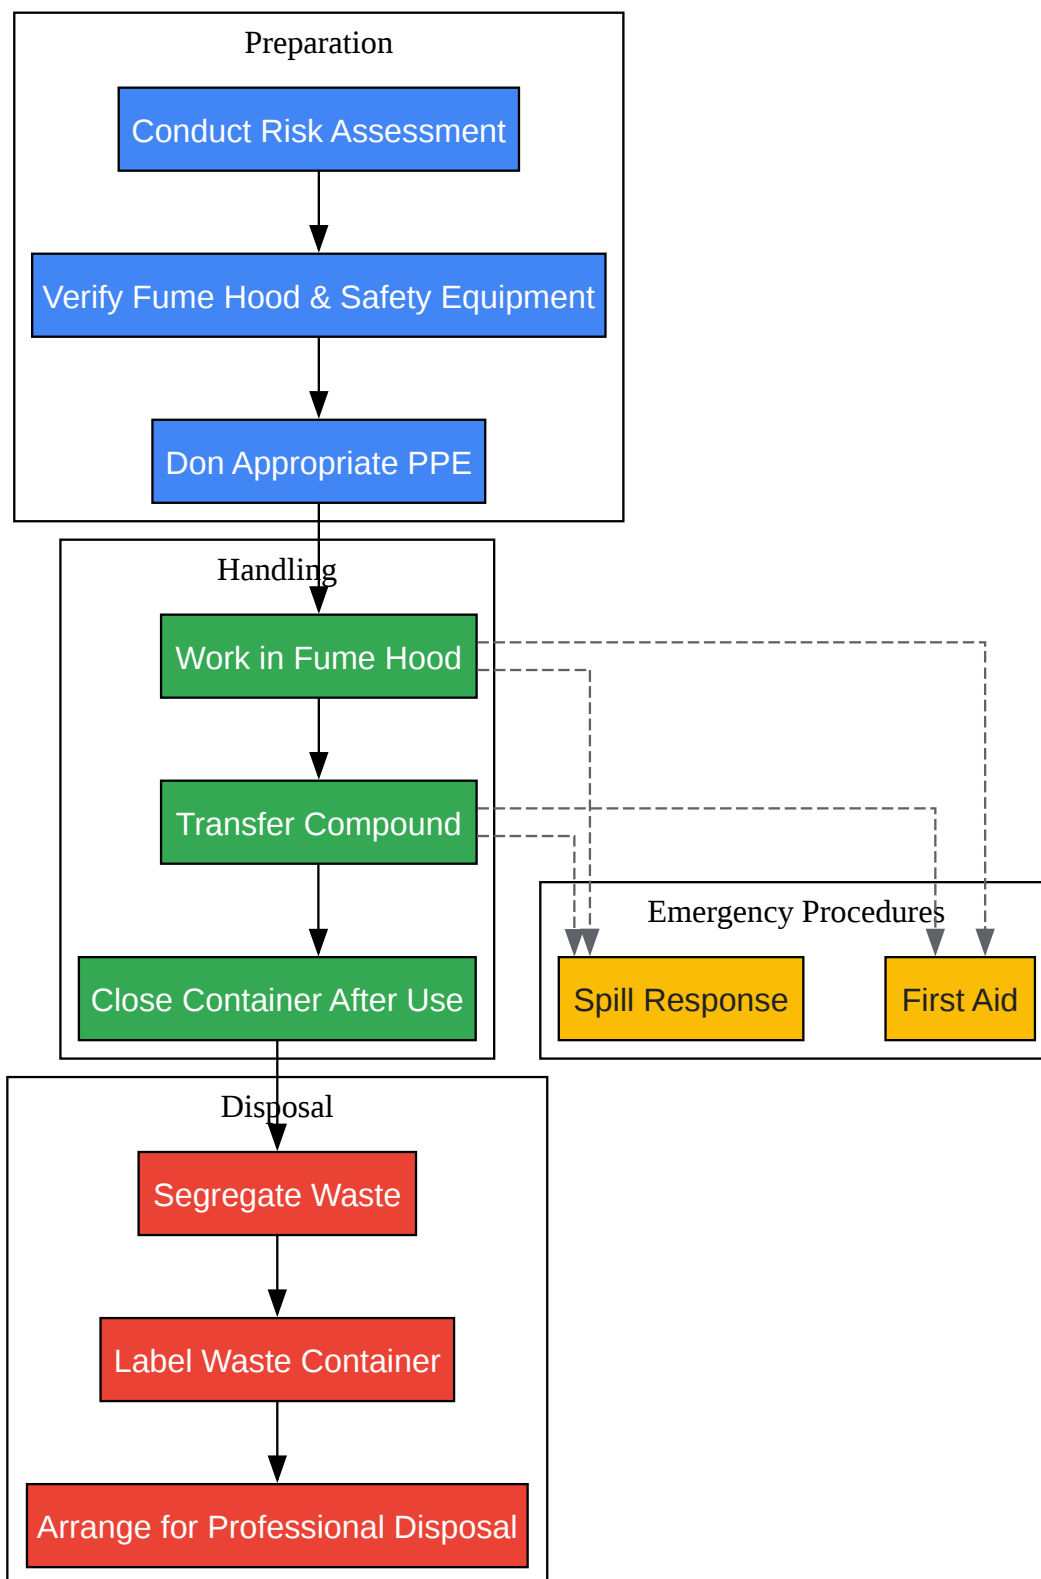 Preparation
Conduct Risk Assessment
Verify Fume Hood & Safety Equipment
Don Appropriate PPE
Handling
Work in Fume Hood
Transfer Compound
Close Container After Use
Emergency Procedures
Spill Response
First Aid
Disposal
Segregate Waste
Label Waste Container
Arrange for Professional Disposal